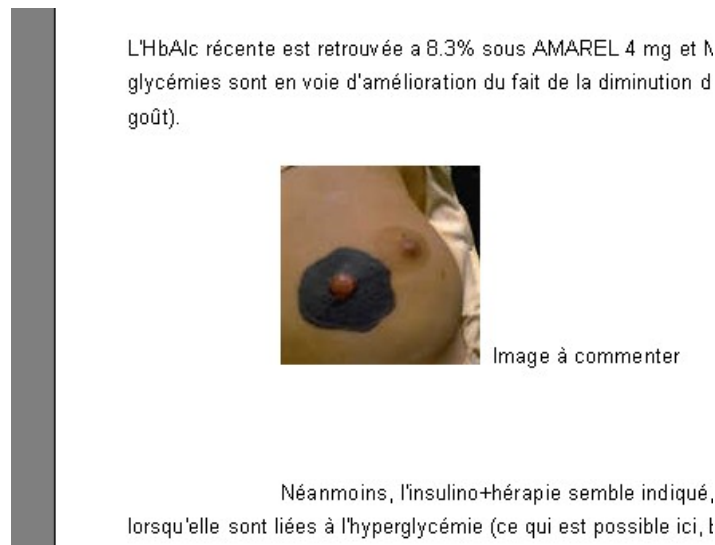 L'HbAlc récente est retrouvée a 8.3% sous AMAREL 4 mg et
glycémies sont en voie d'amélioration du fait de la diminution
goût).
Image à commenter
Néanmoins, l'insulino+hérapie semble indiqué,
lorsqu'elle sont liées à l'hyperglycémie (ce qui est possible ici,